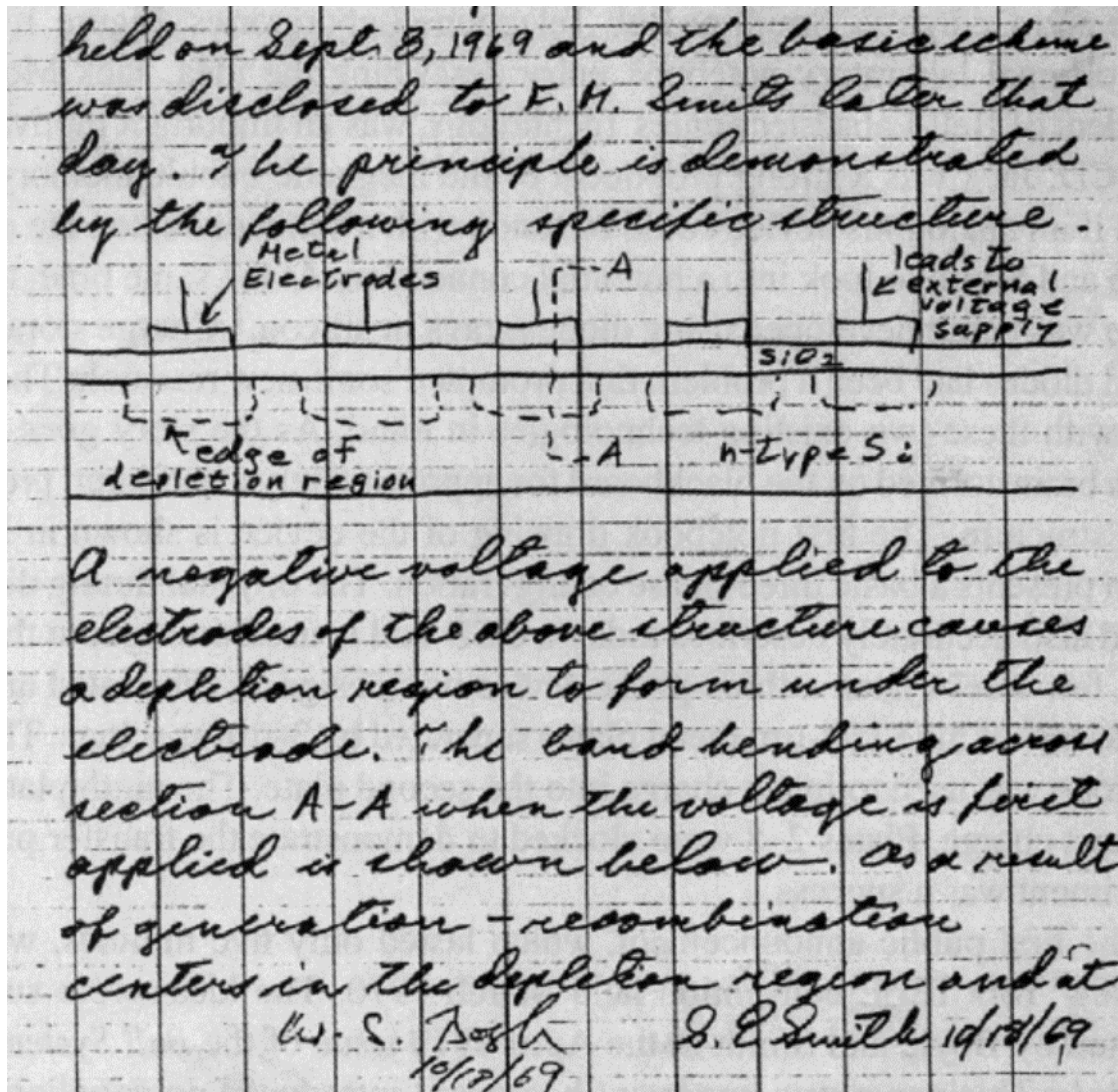 held on Sept. 8, 1969 and the basic scheme
was disclosed to F. M. Smits later that
day. The principle is demonstrated
by the following specific structure.
Metal
Electrodes
A
leads to
external
voltage
supply
SiO2
edge of
depletion region
A
n-type Si
A negative voltage applied to the
electrodes of the above structure causes
a depletion region to form under the
electrode. The band bending across
section A-A when the voltage is first
applied is shown below. As a result
of generation - recombination
centers in the depletion region and at
W. S. Boyle
S E Smith 10/18/69
10/18/69